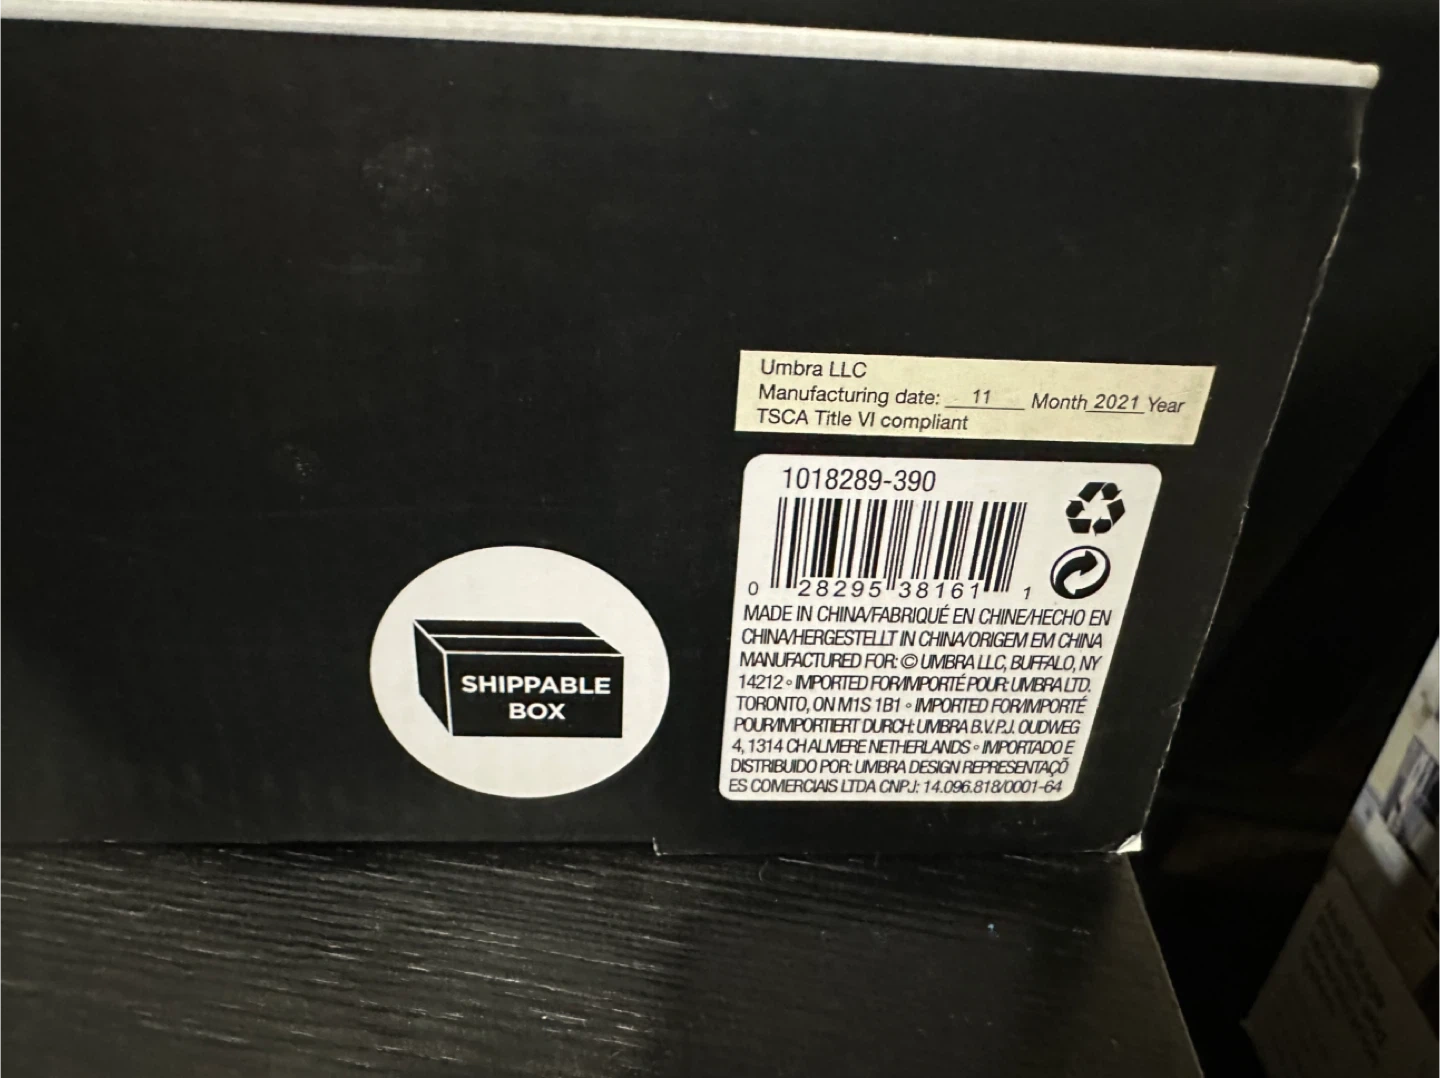 Umbra LLC
Manufacturing date: 11 Month 2021 Year
TSCA Title VI compliant
1018289-390
0 28295 38161 1
MADE IN CHINA/FABRIQUÉ EN CHINE/HECHO EN
CHINA/HERGESTELLT IN CHINA/ORIGEM EM CHINA
MANUFACTURED FOR: © UMBRA LLC, BUFFALO, NY
14212 ◦ IMPORTED FOR/IMPORTÉ POUR: UMBRA LTD.
TORONTO, ON M1S 1B1 ◦ IMPORTED FOR/IMPORTÉ
POUR/IMPORTIERT DURCH: UMBRA B.V. P.J. OUDWEG
4, 1314 CH ALMERE NETHERLANDS ◦ IMPORTADO E
DISTRIBUIDO POR: UMBRA DESIGN REPRESENTAÇÕ
ES COMERCIAIS LTDA CNPJ: 14.096.818/0001-64
SHIPPABLE
BOX